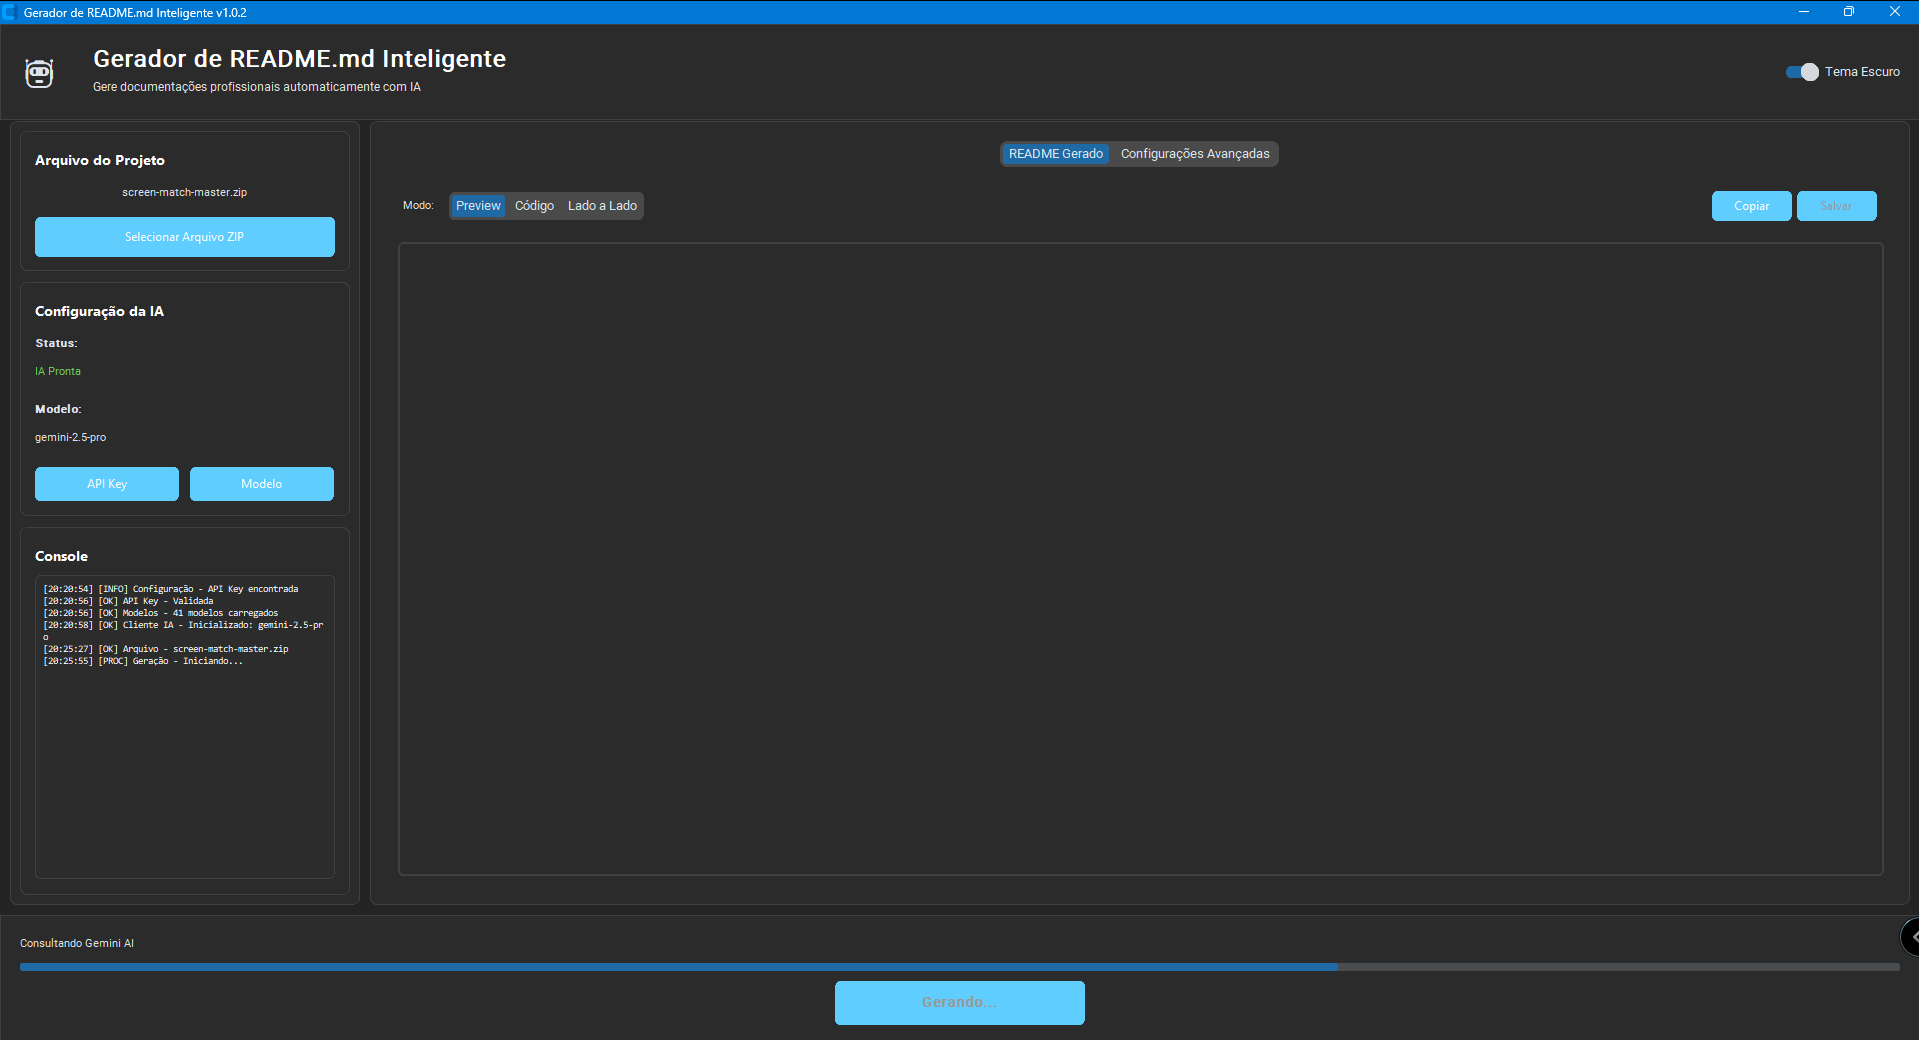 Gerador de README.md Inteligente v1.0.2
Gerador de README.md Inteligente
Gere documentações profissionais automaticamente com IA
Tema Escuro
Arquivo do Projeto
screen-match-master.zip
Selecionar Arquivo ZIP
Configuração da IA
Status:
IA Pronta
Modelo:
gemini-2.5-pro
API Key
Modelo
Console
[20:20:54] [INFO] Configuração - API Key encontrada
[20:20:56] [OK] API Key - Validada
[20:20:56] [OK] Modelos - 41 modelos carregados
[20:20:58] [OK] Cliente IA - Inicializado: gemini-2.5-pr
o
[20:25:27] [OK] Arquivo - screen-match-master.zip
[20:25:55] [PROC] Geração - Iniciando...
README Gerado
Configurações Avançadas
Modo:
Preview
Código
Lado a Lado
Copiar
Salvar
Consultando Gemini AI
Gerando...